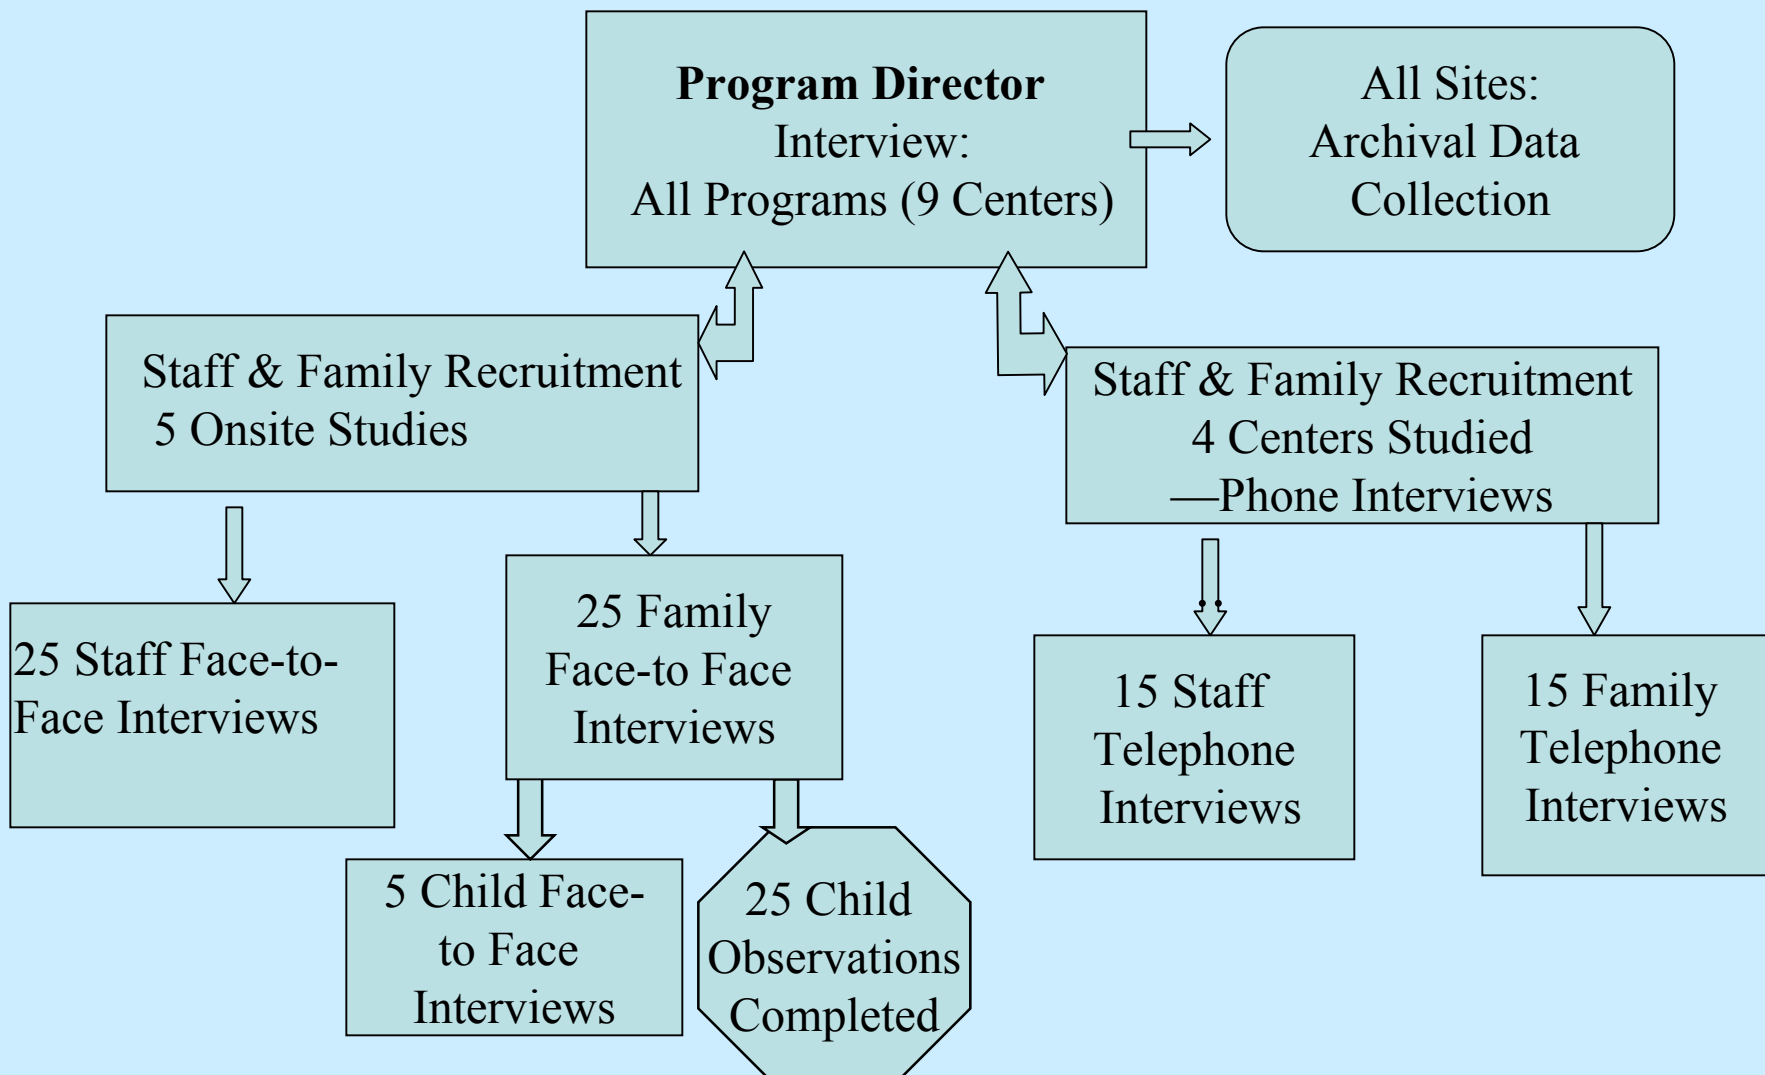 Program Director
Interview:
All Programs (9 Centers)
All Sites:
Archival Data
Collection
Staff & Family Recruitment
5 Onsite Studies
Staff & Family Recruitment
4 Centers Studied
—Phone Interviews
25 Staff Face-to-
Face Interviews
25 Family
Face-to Face
Interviews
15 Staff
Telephone
Interviews
15 Family
Telephone
Interviews
5 Child Face-
to Face
Interviews
25 Child
Observations
Completed